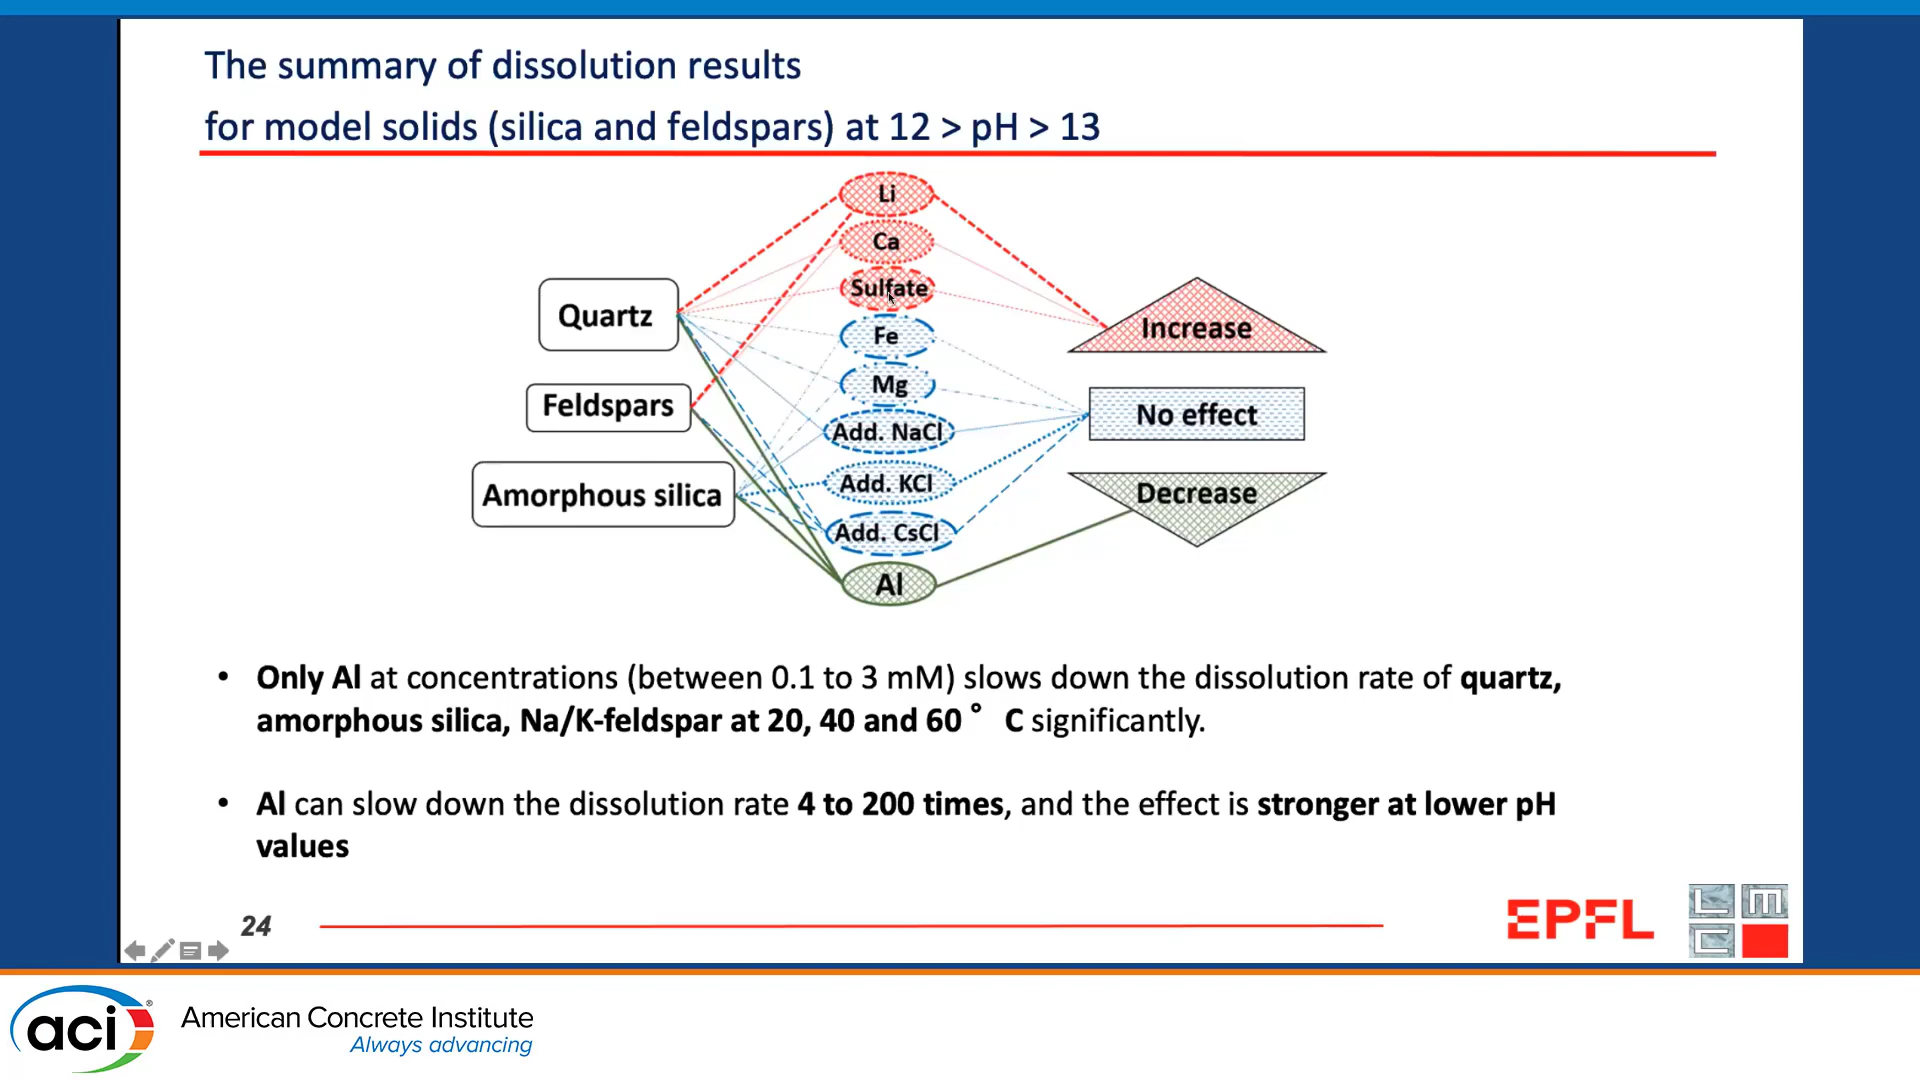 The summary of dissolution results
for model solids (silica and feldspars) at 12 > pH > 13
Li
Ca
Sulfate
Fe
Mg
Add. NaCl
Add. KCl
Add. CsCl
Al
Quartz
Feldspars
Amorphous silica
Increase
No effect
Decrease
• Only Al at concentrations (between 0.1 to 3 mM) slows down the dissolution rate of quartz,
amorphous silica, Na/K-feldspar at 20, 40 and 60 ° C significantly.
• Al can slow down the dissolution rate 4 to 200 times, and the effect is stronger at lower pH
values
24
EPFL
L M
C
aci®
American Concrete Institute
Always advancing